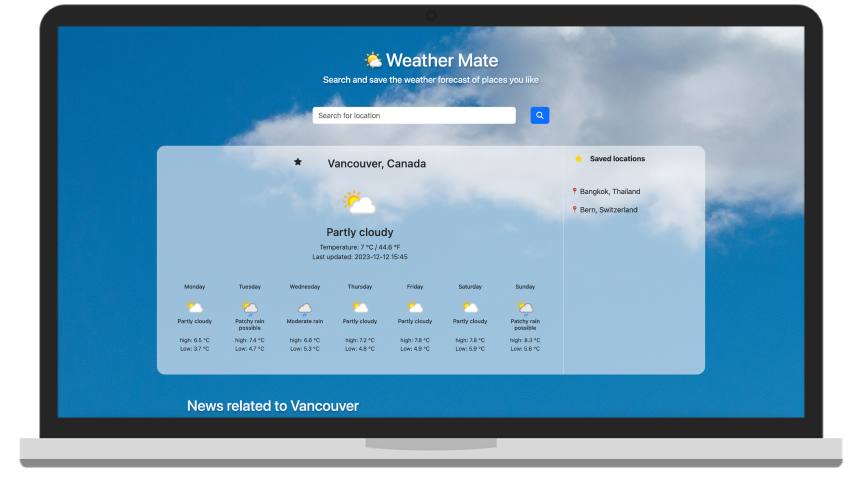 Weather Mate
Search and save the weather forecast of places you like
Search for location
Vancouver, Canada
Partly cloudy
Temperature: 7 °C / 44.6 °F
Last updated: 2023-12-12 15:45
Monday
Partly cloudy
high: 6.5 °C
Low: 3.7 °C
Tuesday
Patchy rain
possible
high: 7.4 °C
Low: 4.7 °C
Wednesday
Moderate rain
high: 6.6 °C
Low: 5.3 °C
Thursday
Partly cloudy
high: 7.2 °C
Low: 4.8 °C
Friday
Partly cloudy
high: 7.8 °C
Low: 4.9 °C
Saturday
Partly cloudy
high: 7.8 °C
Low: 5.9 °C
Sunday
Patchy rain
possible
high: 8.3 °C
Low: 5.6 °C
Saved locations
Bangkok, Thailand
Bern, Switzerland
News related to Vancouver